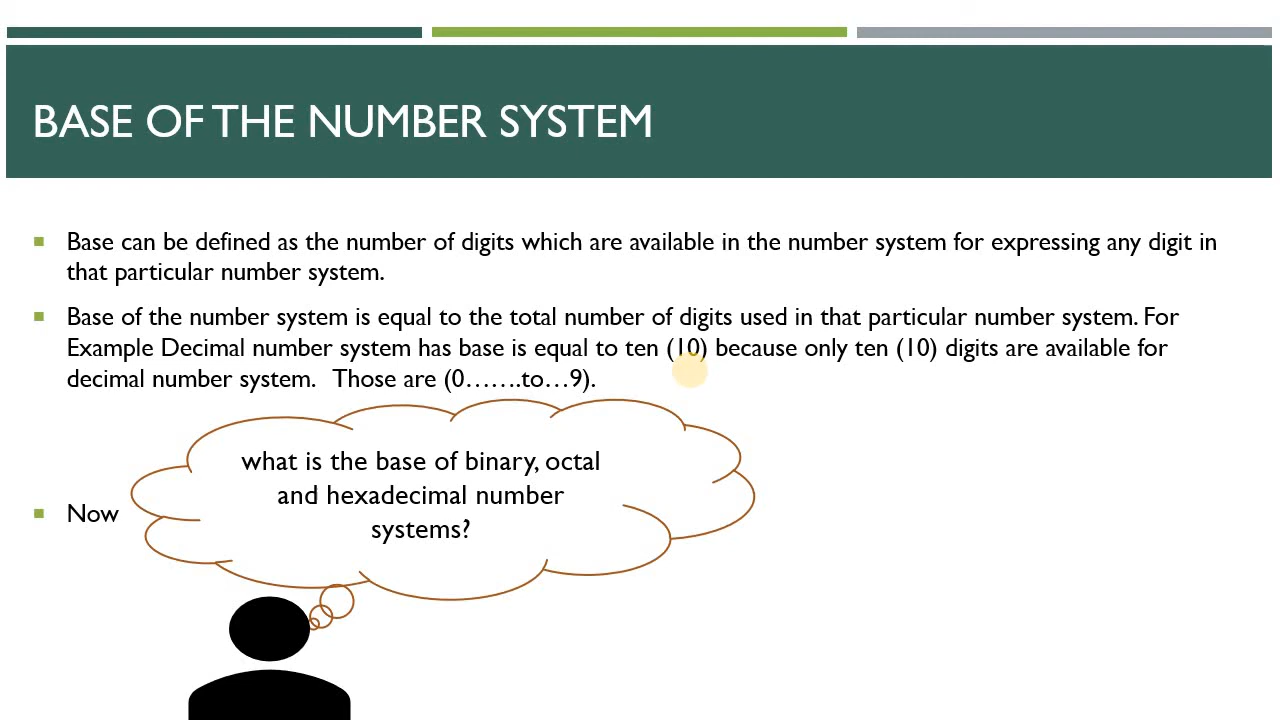 BASE OF THE NUMBER SYSTEM
Base can be defined as the number of digits which are available in the number system for expressing any digit in
that particular number system.
Base of the number system is equal to the total number of digits used in that particular number system. For
Example Decimal number system has base is equal to ten (10) because only ten (10) digits are available for
decimal number system. Those are (0…….to…9).
what is the base of binary, octal
and hexadecimal number
systems?
Now